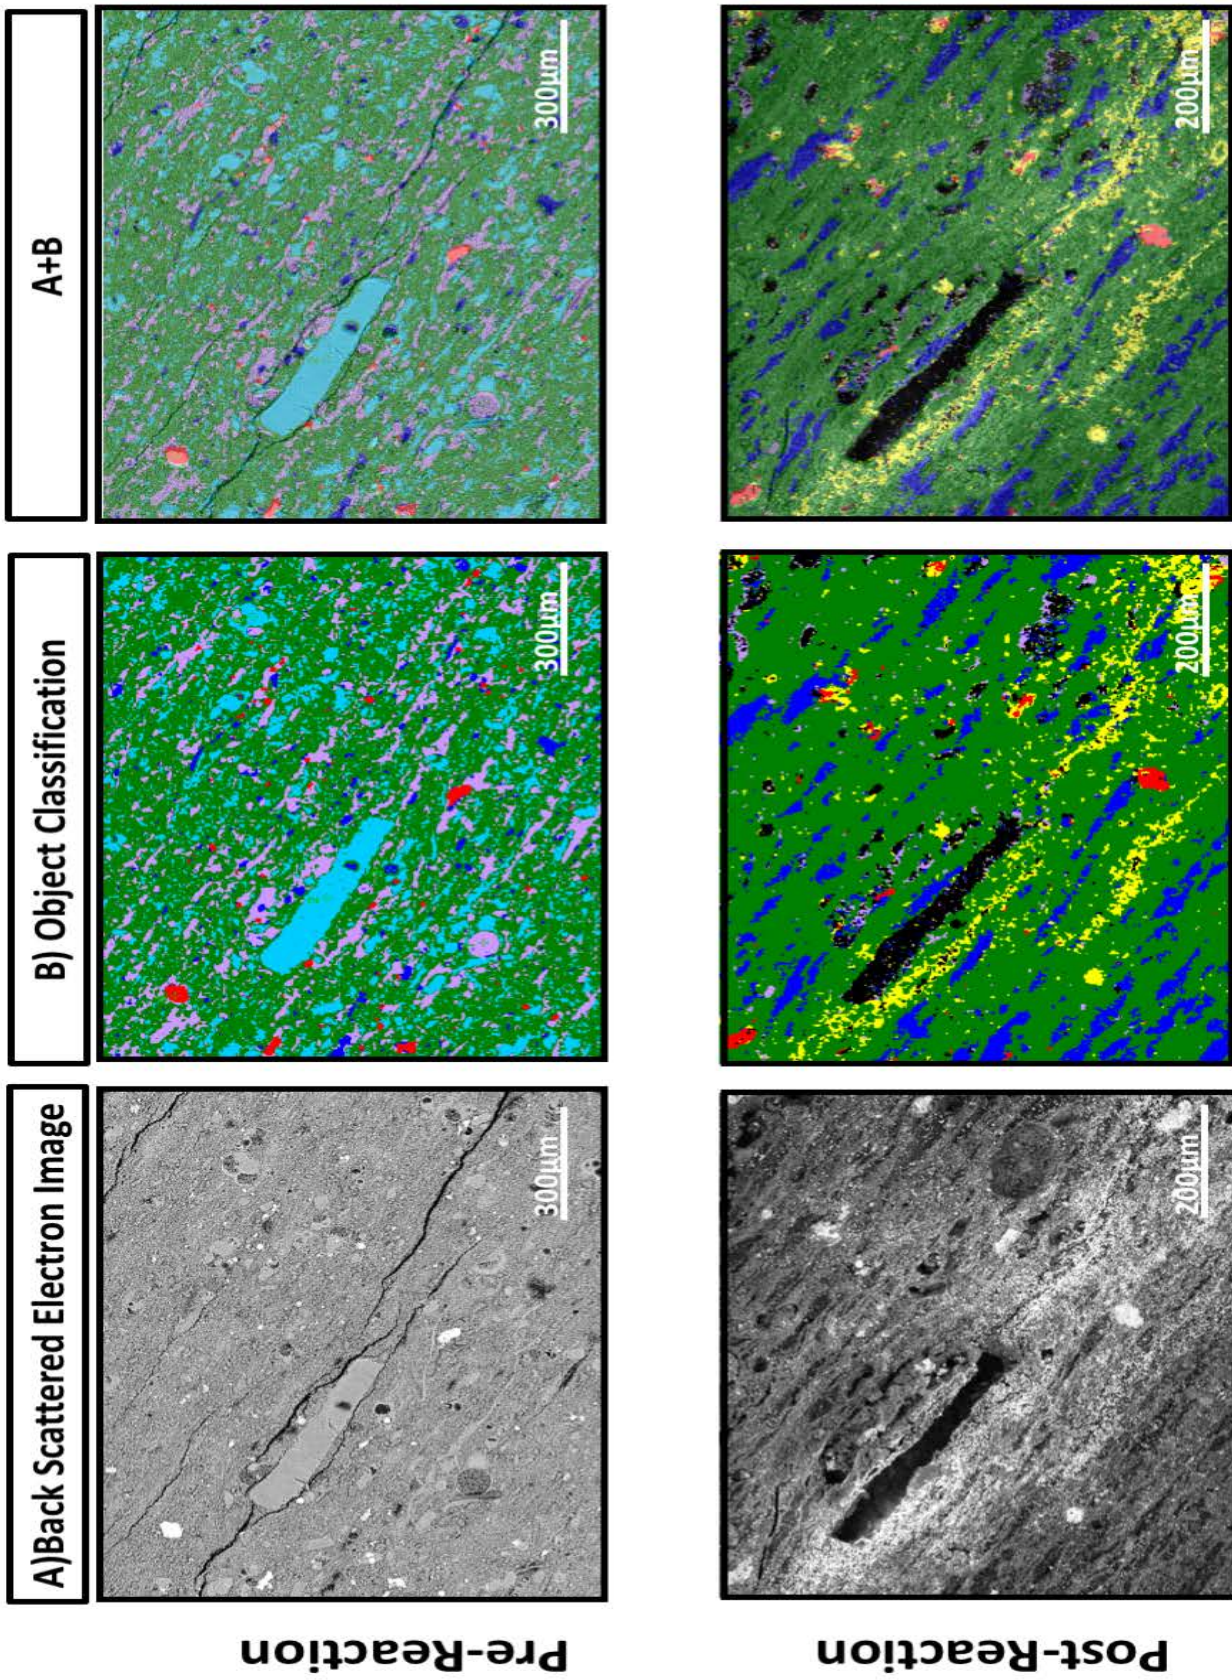 A)Back Scattered Electron Image
B) Object Classification
A+B
Pre-Reaction
300μm
300μm
300μm
Post-Reaction
200μm
200μm
200μm